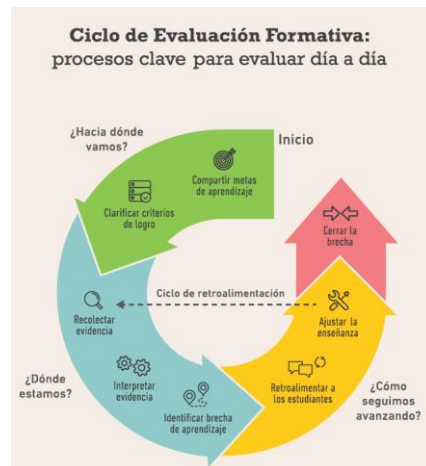 Ciclo de Evaluación Formativa:
procesos clave para evaluar día a día
¿Hacia dónde
vamos?
Inicio
Compartir metas
de aprendizaje
Clarificar criterios
de logro
Cerrar la
brecha
Ciclo de retroalimentación
Recolectar
evidencia
Ajustar la
enseñanza
Interpretar
evidencia
Retroalimentar a
los estudiantes
¿Dónde
estamos?
Identificar brecha
de aprendizaje
¿Cómo
seguimos
avanzando?